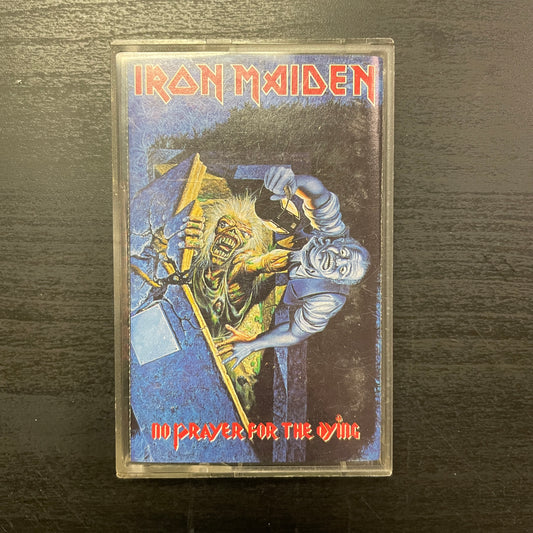 IRON MAIDEN
NO PRAYER FOR THE DYING